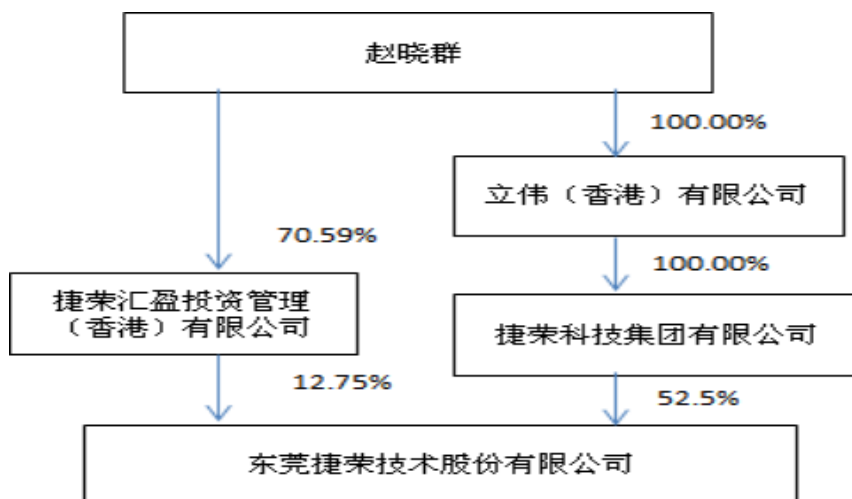 赵晓群
100.00%
立伟（香港）有限公司
70.59%
100.00%
捷荣汇盈投资管理
（香港）有限公司
捷荣科技集团有限公司
12.75%
52.5%
东莞捷荣技术股份有限公司